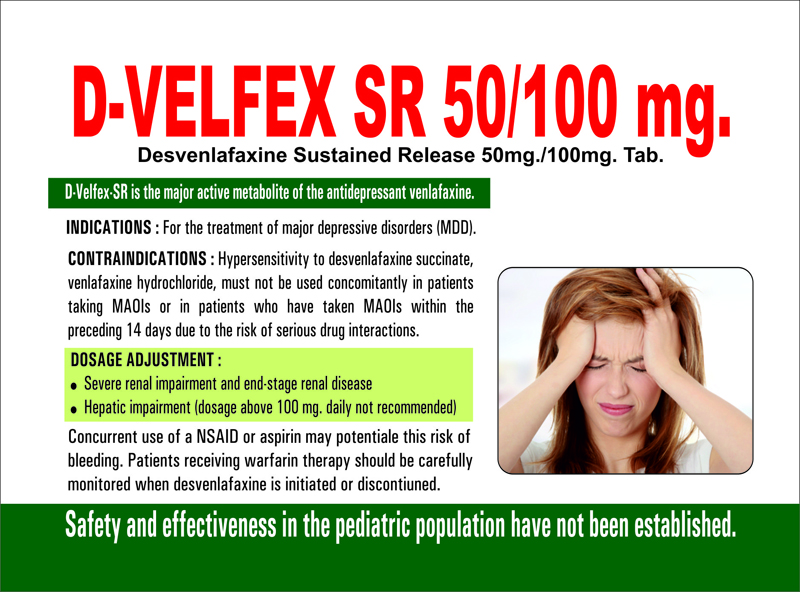 D-VELFEX SR 50/100 mg.
Desvenlafaxine Sustained Release 50mg./100mg. Tab.
D-Velfex-SR is the major active metabolite of the antidepressant venlafaxine.
INDICATIONS : For the treatment of major depressive disorders (MDD).
CONTRAINDICATIONS : Hypersensitivity to desvenlafaxine succinate,
venlafaxine hydrochloride, must not be used concomitantly in patients
taking MAOIs or in patients who have taken MAOIs within the
preceding 14 days due to the risk of serious drug interactions.
DOSAGE ADJUSTMENT :
• Severe renal impairment and end-stage renal disease
• Hepatic impairment (dosage above 100 mg. daily not recommended)
Concurrent use of a NSAID or aspirin may potentiale this risk of
bleeding. Patients receiving warfarin therapy should be carefully
monitored when desvenlafaxine is initiated or discontiuned.
Safety and effectiveness in the pediatric population have not been established.